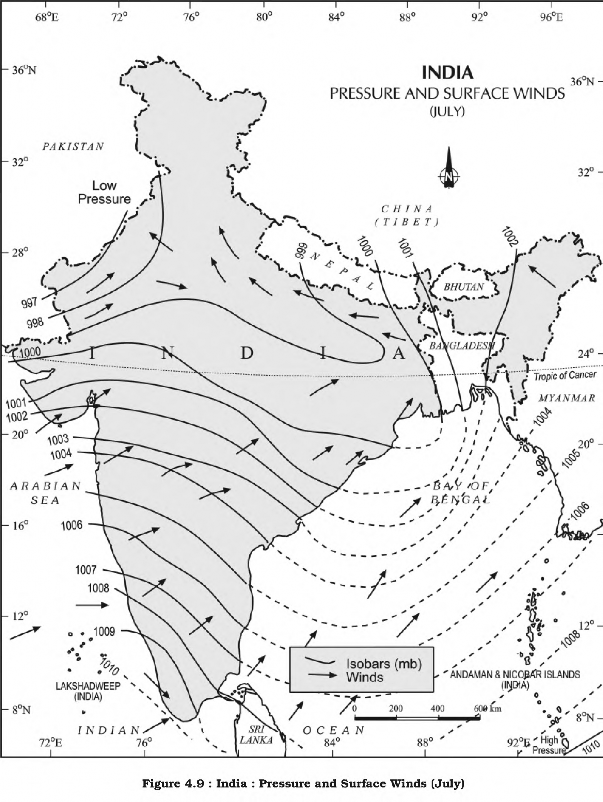 68°E 72° 76° 80° 84° 88° 92° 96°E
INDIA
PRESSURE AND SURFACE WINDS
(JULY)
36°N
36°N
PAKISTAN
32°
32°
N
Low
Pressure
CHINA
(TIBET)
1000
1001
1002
999
NEPAL
28°
28°
BHUTAN
997
998
1000
INDIA
BANGLADESH
24°
24°
Tropic of Cancer
MYANMAR
1001
1002
1004
20°
20°
1003
1004
1005
ARABIAN
SEA
BAY OF
BENGAL
16°
1006
1006
1007
1008
12°
12°
1009
1008
1010
Isobars (mb)
Winds
LAKSHADWEEP
(INDIA)
ANDAMAN & NICOBAR ISLANDS
(INDIA)
8°N
8°N
0 200 400 600 km
INDIAN OCEAN
SRI
LANKA
High
Pressure
1010
72°E 76° 84° 88° 92°E
Figure 4.9 : India : Pressure and Surface Winds (July)